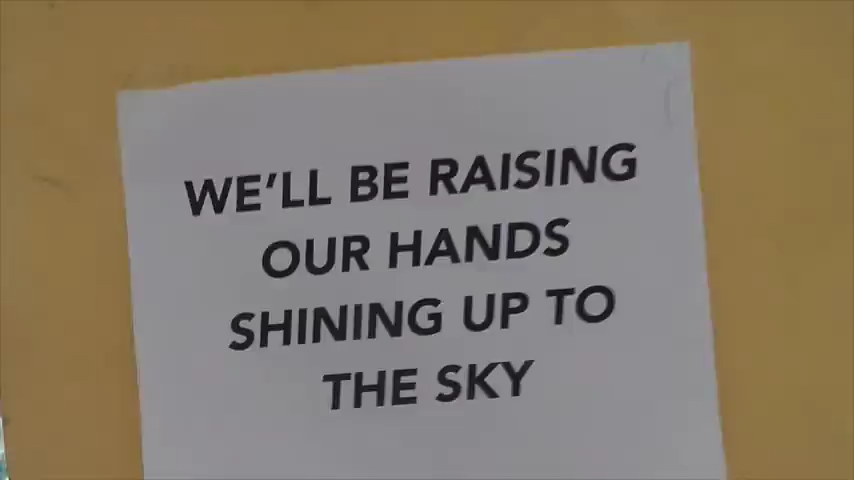 WE'LL BE RAISING
OUR HANDS
SHINING UP TO
THE SKY